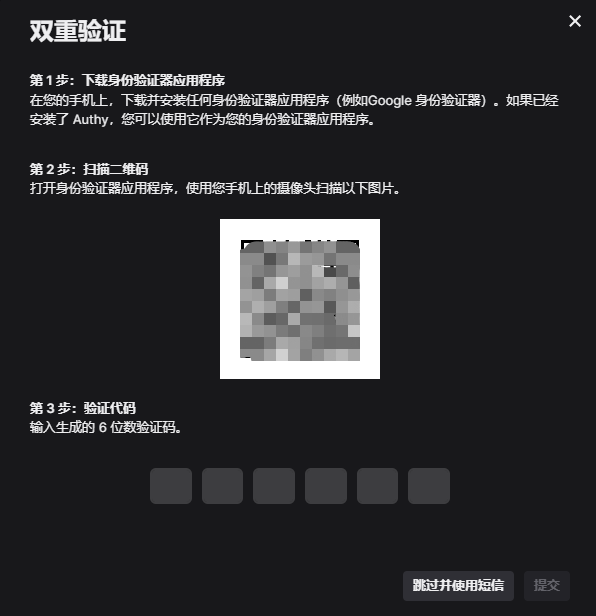 双重验证
第 1 步：下载身份验证器应用程序
在您的手机上，下载并安装任何身份验证器应用程序（例如Google 身份验证器）。如果已经
安装了 Authy，您可以使用它作为您的身份验证器应用程序。
第 2 步：扫描二维码
打开身份验证器应用程序，使用您手机上的摄像头扫描以下图片。
第 3 步：验证代码
输入生成的 6 位数验证码。
跳过并使用短信
提交